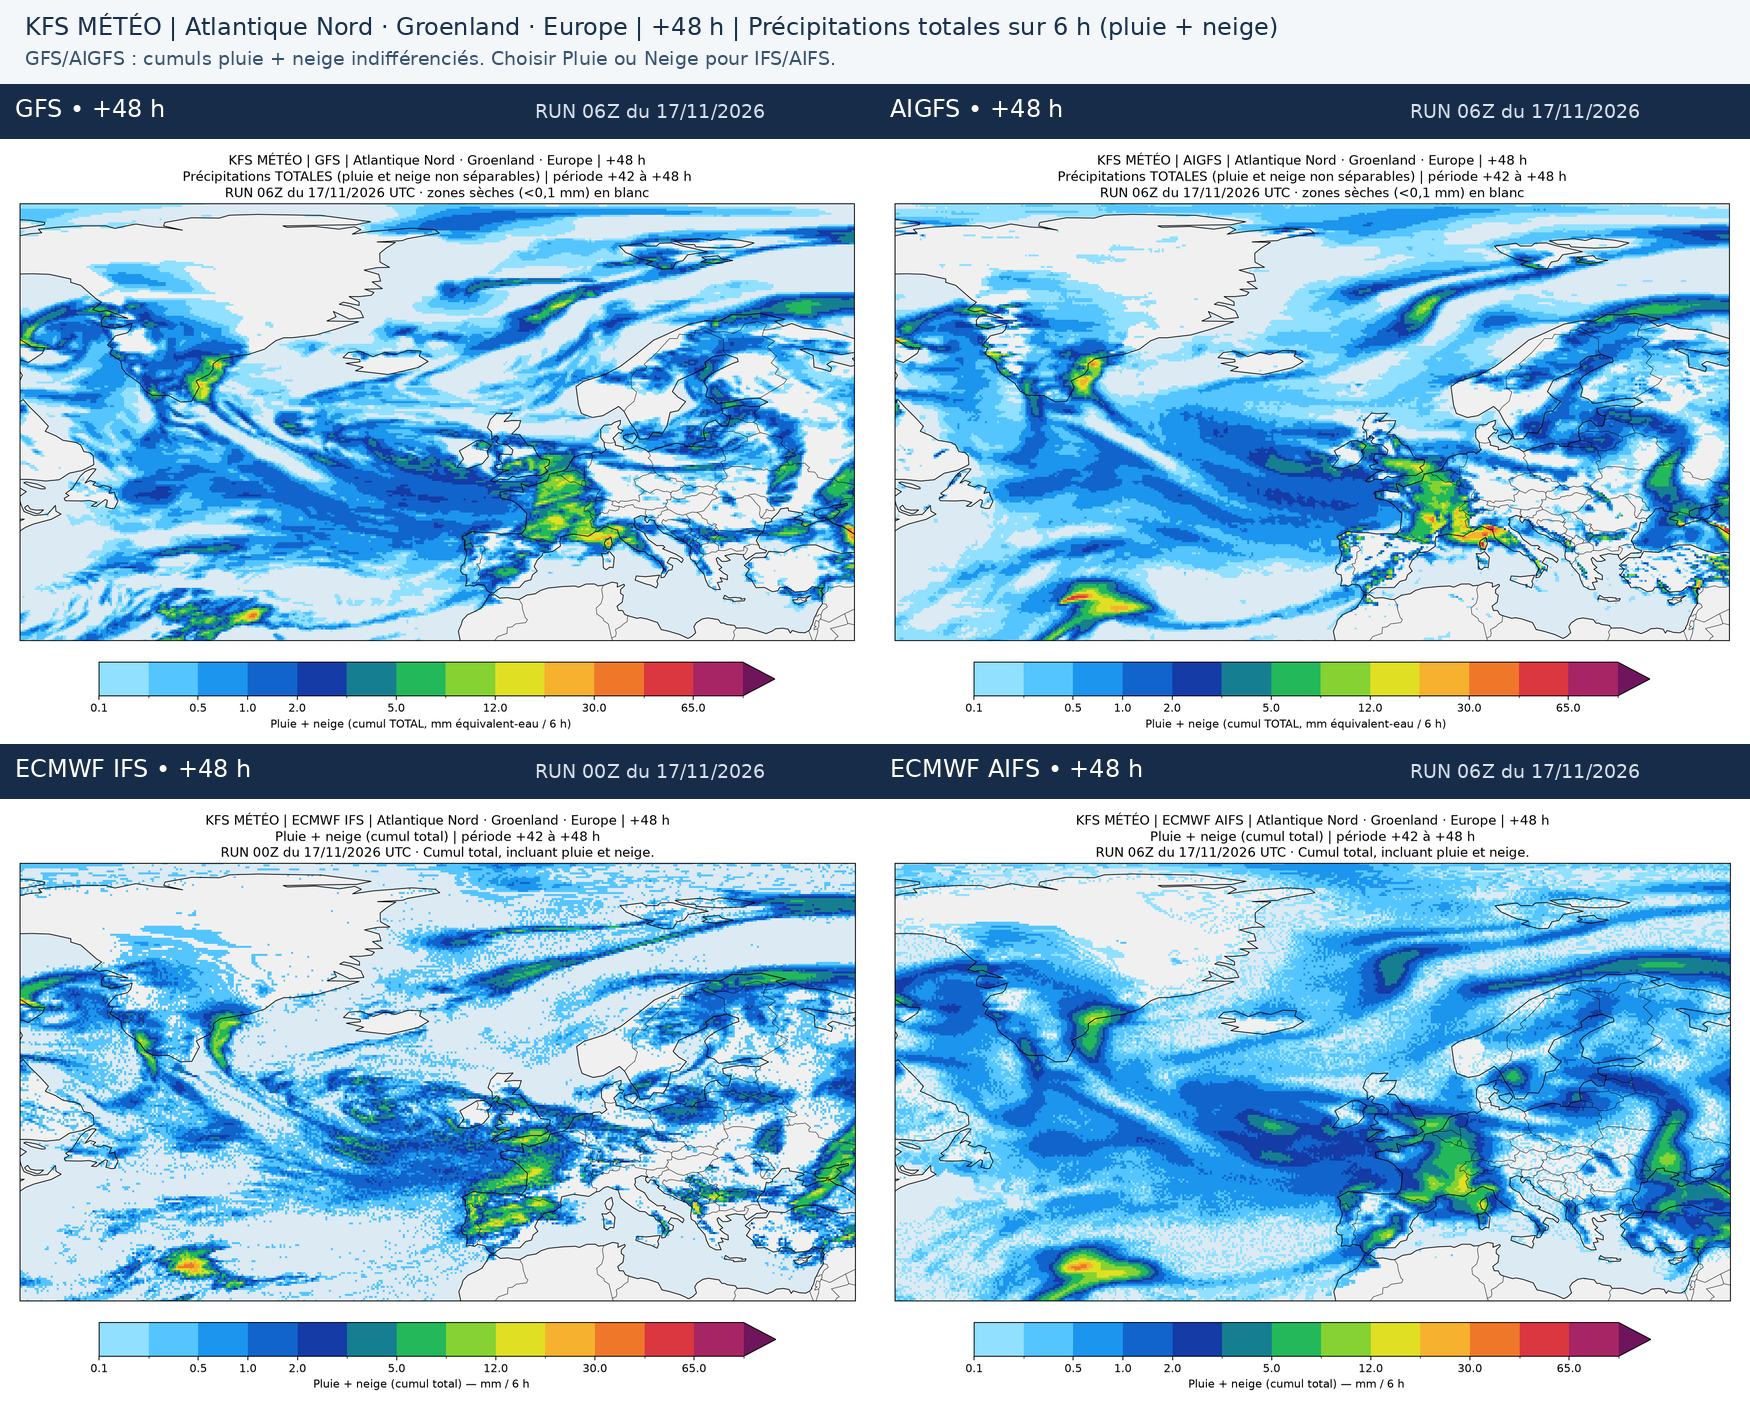 KFS MÉTÉO | Atlantique Nord · Groenland · Europe | +48 h | Précipitations totales sur 6 h (pluie + neige)
GFS/AIGFS : cumuls pluie + neige indifférenciés. Choisir Pluie ou Neige pour IFS/AIFS.
GFS • +48 h RUN 06Z du 17/11/2026
AIGFS • +48 h RUN 06Z du 17/11/2026
KFS MÉTÉO | GFS | Atlantique Nord · Groenland · Europe | +48 h
Précipitations TOTALES (pluie et neige non séparables) | période +42 à +48 h
RUN 06Z du 17/11/2026 UTC · zones sèches (<0,1 mm) en blanc
KFS MÉTÉO | AIGFS | Atlantique Nord · Groenland · Europe | +48 h
Précipitations TOTALES (pluie et neige non séparables) | période +42 à +48 h
RUN 06Z du 17/11/2026 UTC · zones sèches (<0,1 mm) en blanc
0.1 0.5 1.0 2.0 5.0 12.0 30.0 65.0
Pluie + neige (cumul TOTAL, mm équivalent-eau / 6 h)
0.1 0.5 1.0 2.0 5.0 12.0 30.0 65.0
Pluie + neige (cumul TOTAL, mm équivalent-eau / 6 h)
ECMWF IFS • +48 h RUN 00Z du 17/11/2026
ECMWF AIFS • +48 h RUN 06Z du 17/11/2026
KFS MÉTÉO | ECMWF IFS | Atlantique Nord · Groenland · Europe | +48 h
Pluie + neige (cumul total) | période +42 à +48 h
RUN 00Z du 17/11/2026 UTC · Cumul total, incluant pluie et neige.
KFS MÉTÉO | ECMWF AIFS | Atlantique Nord · Groenland · Europe | +48 h
Pluie + neige (cumul total) | période +42 à +48 h
RUN 06Z du 17/11/2026 UTC · Cumul total, incluant pluie et neige.
0.1 0.5 1.0 2.0 5.0 12.0 30.0 65.0
Pluie + neige (cumul total) — mm / 6 h
0.1 0.5 1.0 2.0 5.0 12.0 30.0 65.0
Pluie + neige (cumul total) — mm / 6 h